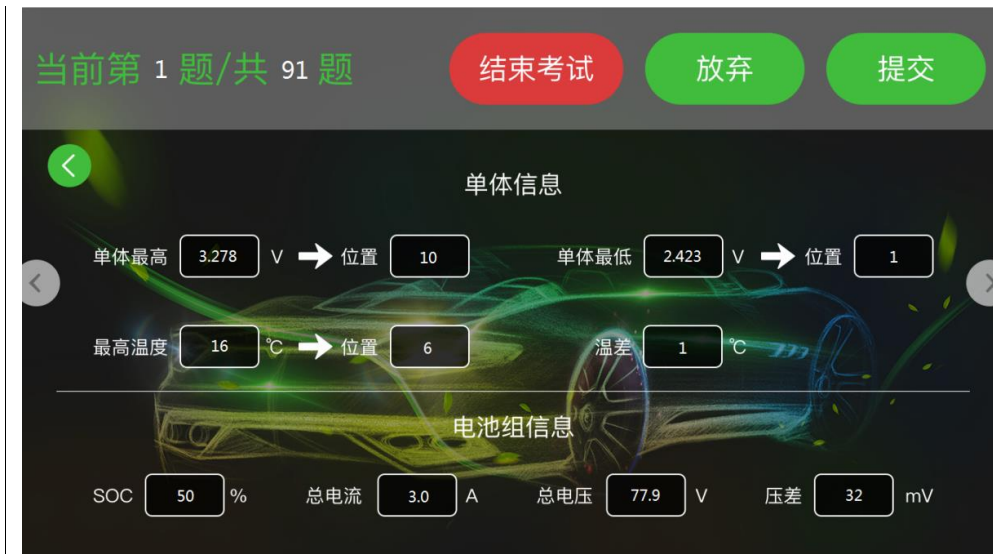 当前第 1 题/共 91 题 结束考试 放弃 提交
单体信息
单体最高 3.278 V 位置 10 单体最低 2.423 V 位置 1
最高温度 16 ℃ 位置 6 温差 1 ℃
电池组信息
SOC 50 % 总电流 3.0 A 总电压 77.9 V 压差 32 mV